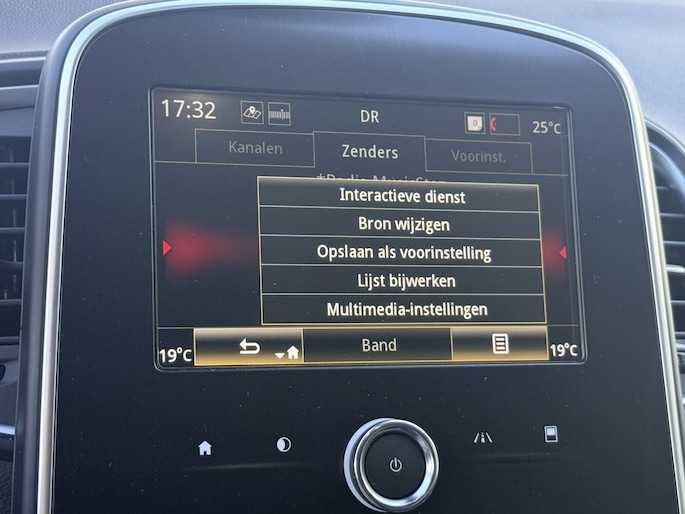 17:32
DR
0
25°C
Kanalen
Zenders
Voorinst.
Interactieve dienst
Bron wijzigen
Opslaan als voorinstelling
Lijst bijwerken
Multimedia-instellingen
19°C
Band
19°C